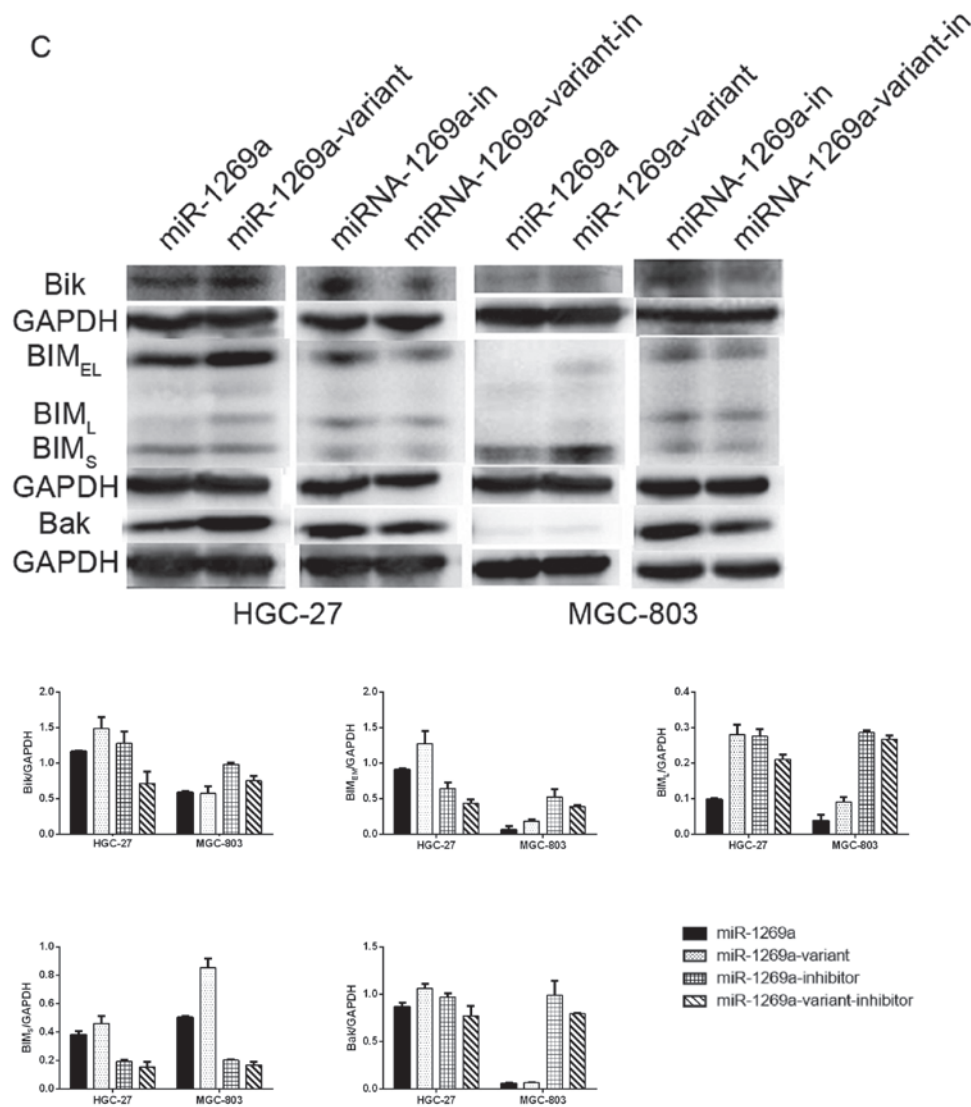 C
miR-1269a
miR-1269a-variant
miRNA-1269a-in
miRNA-1269a-variant-in
miR-1269a
miR-1269a-variant
miRNA-1269a-in
miRNA-1269a-variant-in
Bik
GAPDH
BIM_EL
BIM_L
BIM_S
GAPDH
Bak
GAPDH
HGC-27 MGC-803
Bik/GAPDH
2.0
1.5
1.0
0.5
0.0
HGC-27 MGC-803
BIM_EM/GAPDH
2.0
1.5
1.0
0.5
0.0
HGC-27 MGC-803
BIM_L/GAPDH
0.4
0.3
0.2
0.1
0.0
HGC-27 MGC-803
BIM_S/GAPDH
1.0
0.8
0.6
0.4
0.2
0.0
HGC-27 MGC-803
Bak/GAPDH
1.5
1.0
0.5
0.0
HGC-27 MGC-803
miR-1269a
miR-1269a-variant
miR-1269a-inhibitor
miR-1269a-variant-inhibitor